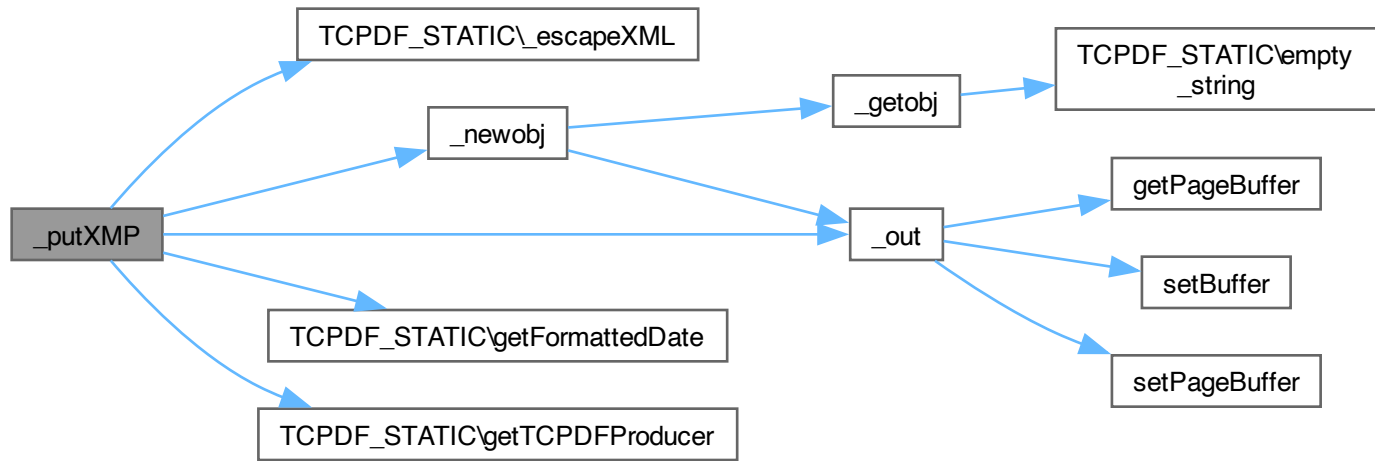 TCPDF_STATIC\_escapeXML
TCPDF_STATIC\empty
_string
_getobj
_newobj
getPageBuffer
_putXMP
_out
setBuffer
TCPDF_STATIC\getFormattedDate
setPageBuffer
TCPDF_STATIC\getTCPDFProducer